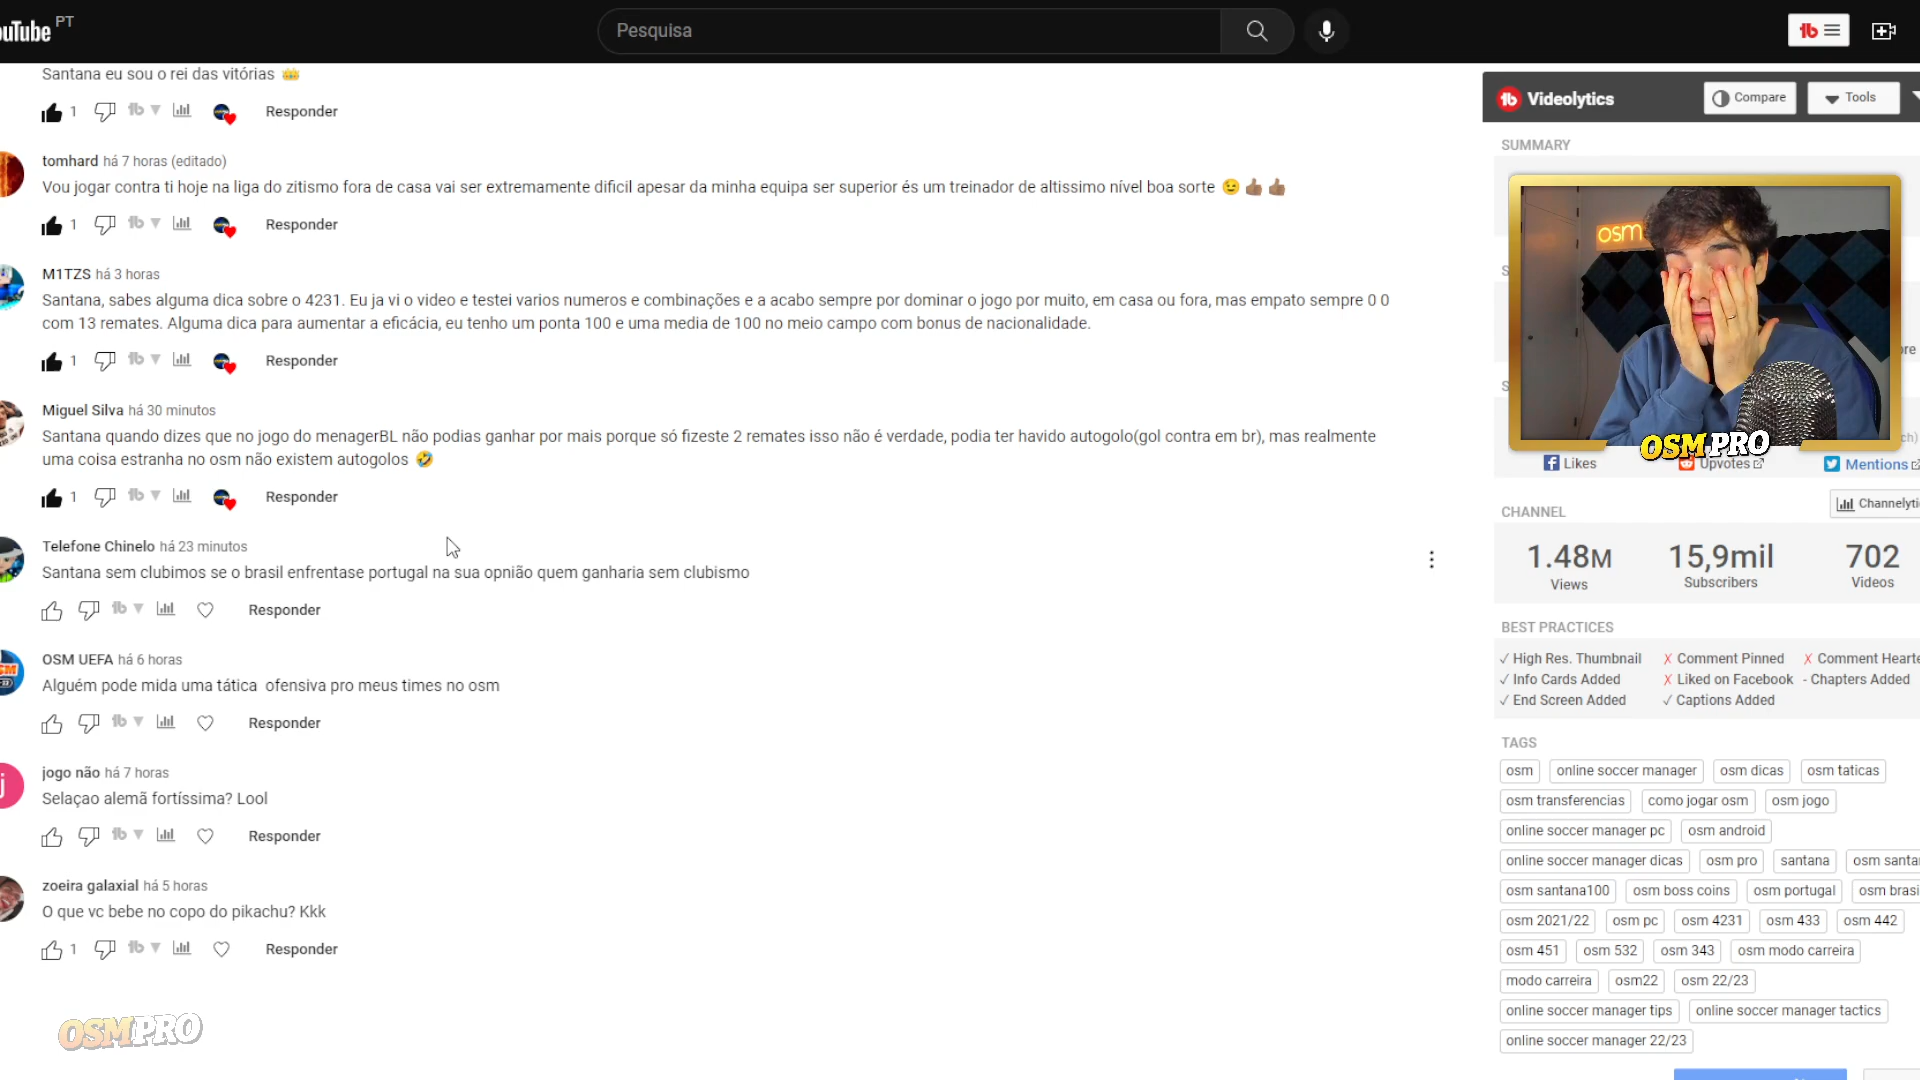 ouTube PT
Pesquisa
Santana eu sou o rei das vitórias 👑
1 Responder
tomhard há 7 horas (editado)
Vou jogar contra ti hoje na liga do zitismo fora de casa vai ser extremamente dificil apesar da minha equipa ser superior és um treinador de altissimo nível boa sorte 😉 👍🏽 👍🏽
1 Responder
M1TZS há 3 horas
Santana, sabes alguma dica sobre o 4231. Eu ja vi o video e testei varios numeros e combinações e a acabo sempre por dominar o jogo por muito, em casa ou fora, mas empato sempre 0 0
com 13 remates. Alguma dica para aumentar a eficácia, eu tenho um ponta 100 e uma media de 100 no meio campo com bonus de nacionalidade.
1 Responder
Miguel Silva há 30 minutos
Santana quando dizes que no jogo do menagerBL não podias ganhar por mais porque só fizeste 2 remates isso não é verdade, podia ter havido autogolo(gol contra em br), mas realmente
uma coisa estranha no osm não existem autogolos 🤣
1 Responder
Telefone Chinelo há 23 minutos
Santana sem clubimos se o brasil enfrentase portugal na sua opnião quem ganharia sem clubismo
Responder
OSM UEFA há 6 horas
Alguém pode mida uma tática ofensiva pro meus times no osm
Responder
jogo não há 7 horas
Selaçao alemã fortíssima? Lool
Responder
zoeira galaxial há 5 horas
O que vc bebe no copo do pikachu? Kkk
1 Responder
OSMPRO
Videolytics Compare Tools
SUMMARY
osm
OSM PRO
Likes Upvotes Mentions
CHANNEL Channelyti
1.48M 15,9mil 702
Views Subscribers Videos
BEST PRACTICES
✓ High Res. Thumbnail ✗ Comment Pinned ✗ Comment Hearte
✓ Info Cards Added ✗ Liked on Facebook - Chapters Added
✓ End Screen Added ✓ Captions Added
TAGS
osm online soccer manager osm dicas osm taticas
osm transferencias como jogar osm osm jogo
online soccer manager pc osm android
online soccer manager dicas osm pro santana osm santa
osm santana100 osm boss coins osm portugal osm brasi
osm 2021/22 osm pc osm 4231 osm 433 osm 442
osm 451 osm 532 osm 343 osm modo carreira
modo carreira osm22 osm 22/23
online soccer manager tips online soccer manager tactics
online soccer manager 22/23